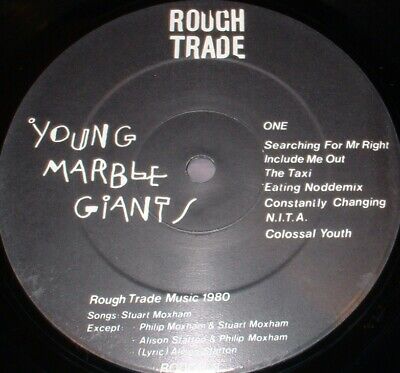 ROUGH
TRADE
YOUNG
MARBLE
GIANTS
ONE
Searching For Mr Right
Include Me Out
The Taxi
Eating Noddemix
Constantly Changing
N.I.T.A.
Colossal Youth
Rough Trade Music 1980
Songs: Stuart Moxham
Except: - Philip Moxham & Stuart Moxham
- Alison Statton & Philip Moxham
(Lyric) Alison Statton